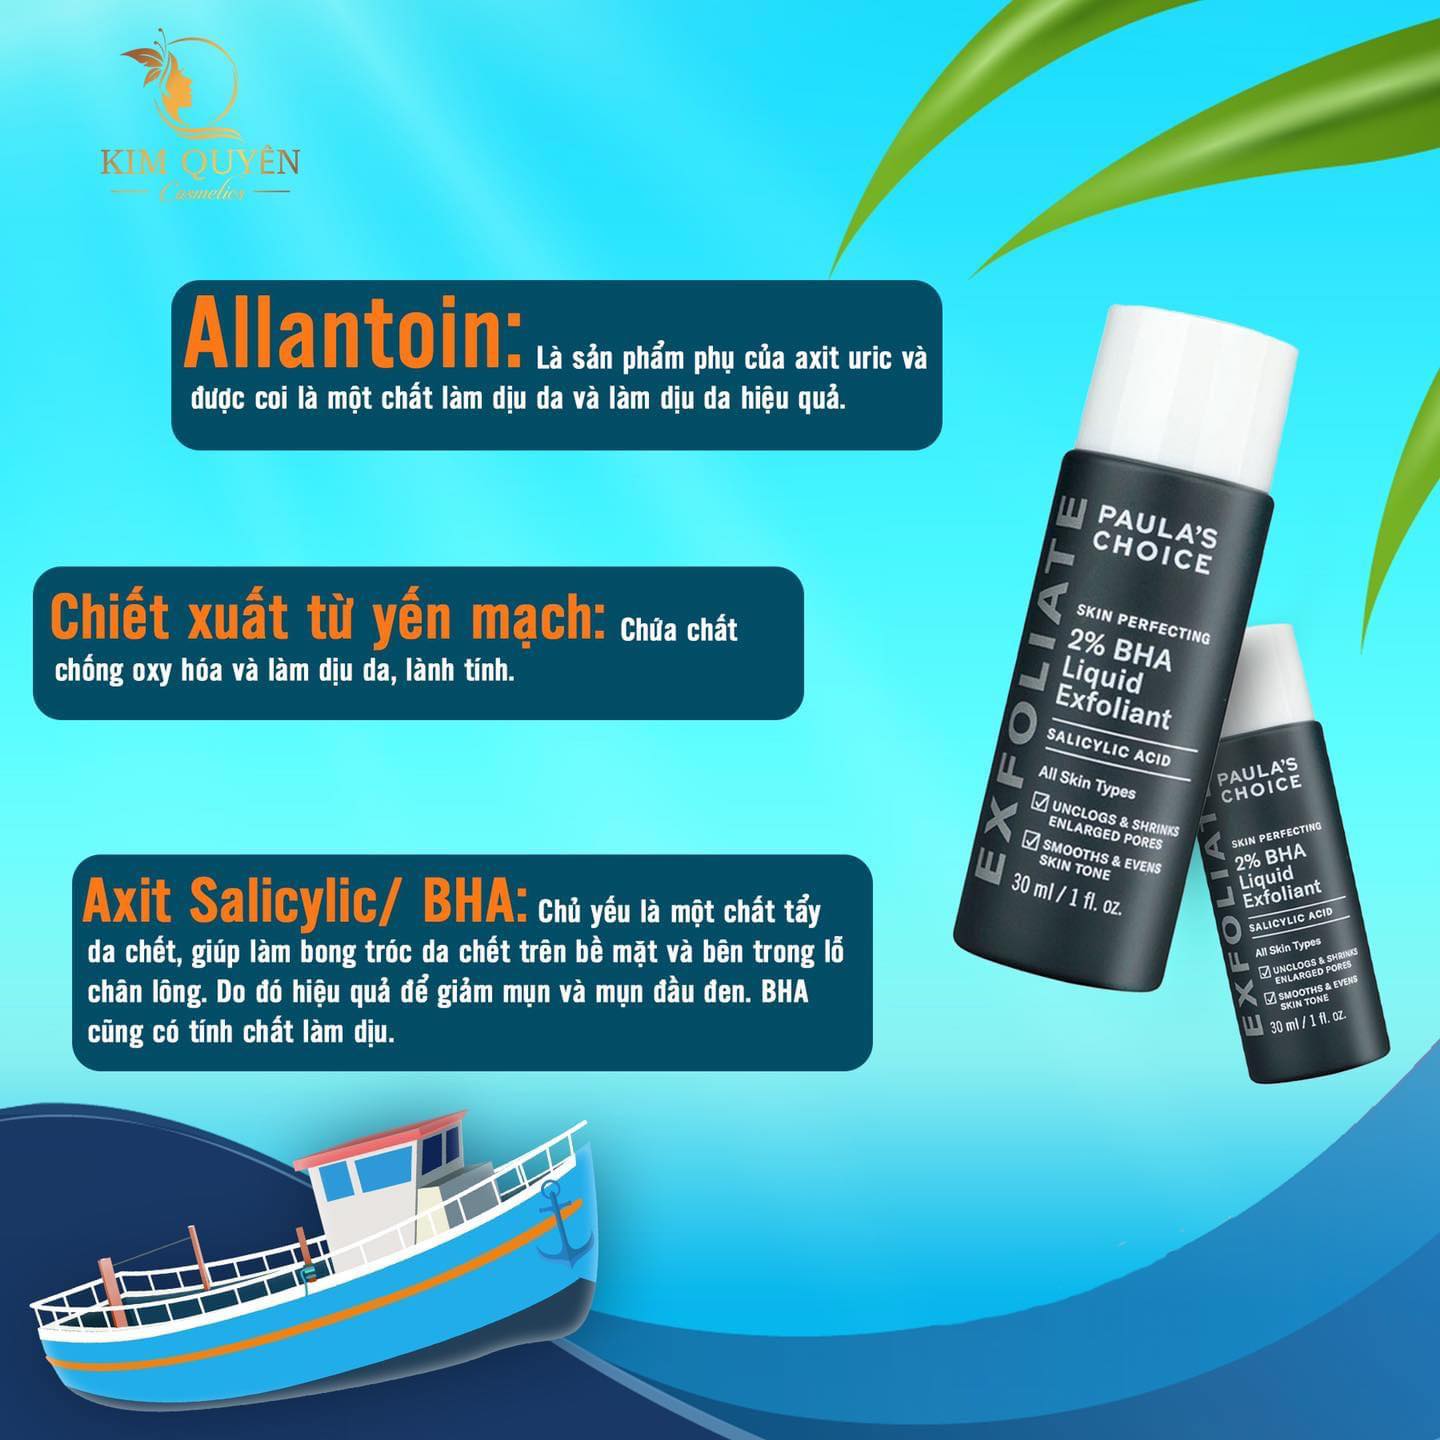 KIM QUYÊN
Cosmetics
Allantoin: Là sản phẩm phụ của axit uric và
được coi là một chất làm dịu da và làm dịu da hiệu quả.
Chiết xuất từ yến mạch: Chứa chất
chống oxy hóa và làm dịu da, lành tính.
Axit Salicylic/ BHA: Chủ yếu là một chất tẩy
da chết, giúp làm bong tróc da chết trên bề mặt và bên trong lỗ
chân lông. Do đó hiệu quả để giảm mụn và mụn đầu đen. BHA
cũng có tính chất làm dịu.
EXFOLIATE
PAULA'S
CHOICE
SKIN PERFECTING
2% BHA
Liquid
Exfoliant
SALICYLIC ACID
All Skin Types
UNCLOGS & SHRINKS
ENLARGED PORES
SMOOTHS & EVENS
SKIN TONE
30 ml / 1 fl. oz.
EXFOLIATE
PAULA'S
CHOICE
SKIN PERFECTING
2% BHA
Liquid
Exfoliant
SALICYLIC ACID
All Skin Types
UNCLOGS & SHRINKS
ENLARGED PORES
SMOOTHS & EVENS
SKIN TONE
30 ml / 1 fl. oz.